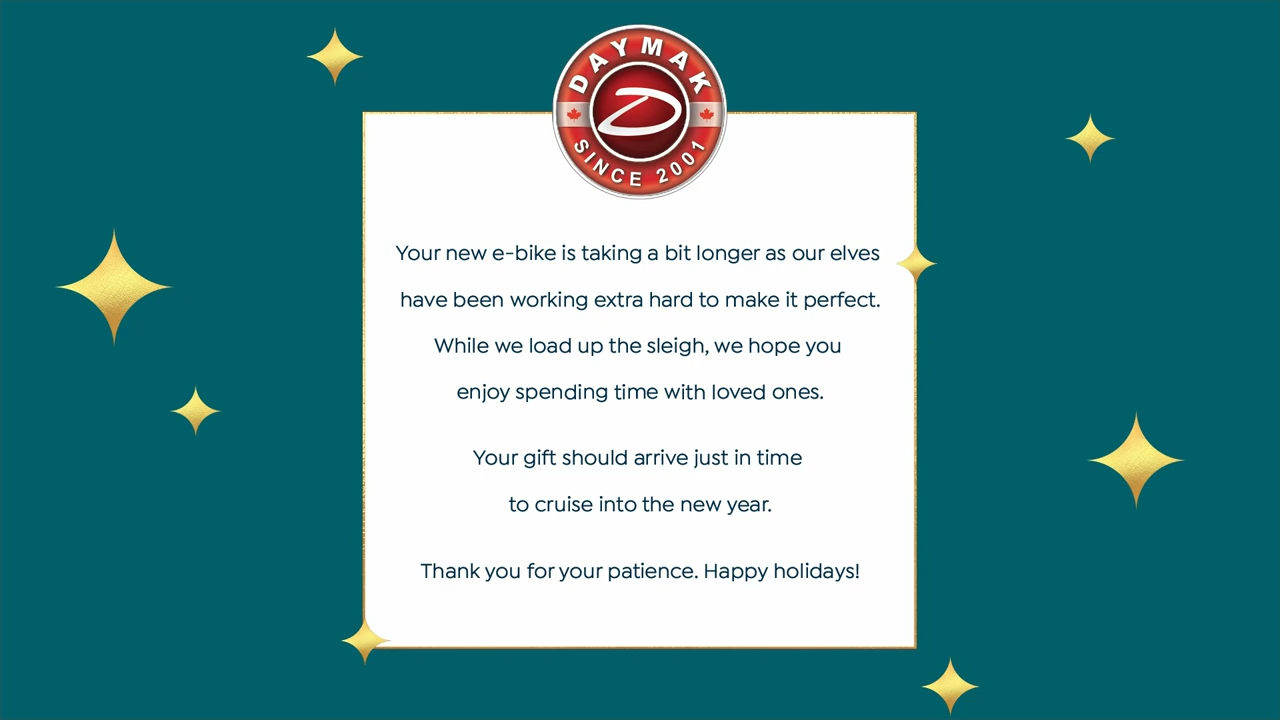 DAYMAK
D
SINCE 2001
Your new e-bike is taking a bit longer as our elves
have been working extra hard to make it perfect.
While we load up the sleigh, we hope you
enjoy spending time with loved ones.
Your gift should arrive just in time
to cruise into the new year.
Thank you for your patience. Happy holidays!